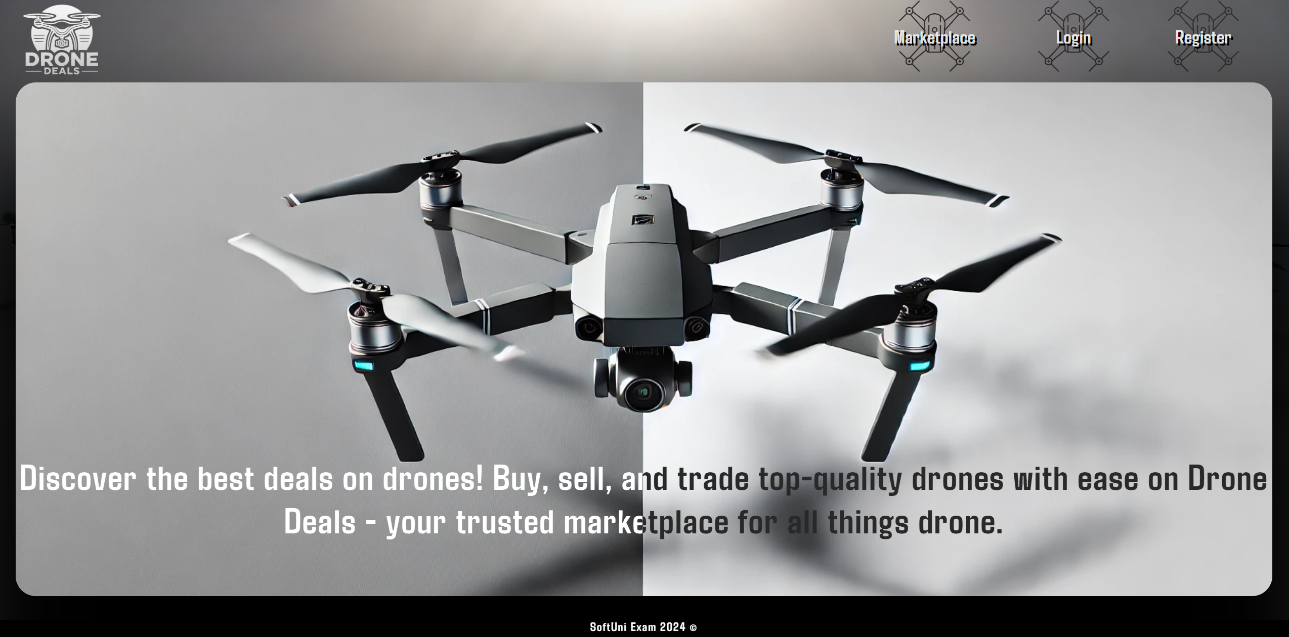 DRONE
DEALS
Marketplace
Login
Register
Discover the best deals on drones! Buy, sell, and trade top-quality drones with ease on Drone
Deals - your trusted marketplace for all things drone.
SoftUni Exam 2024 ©